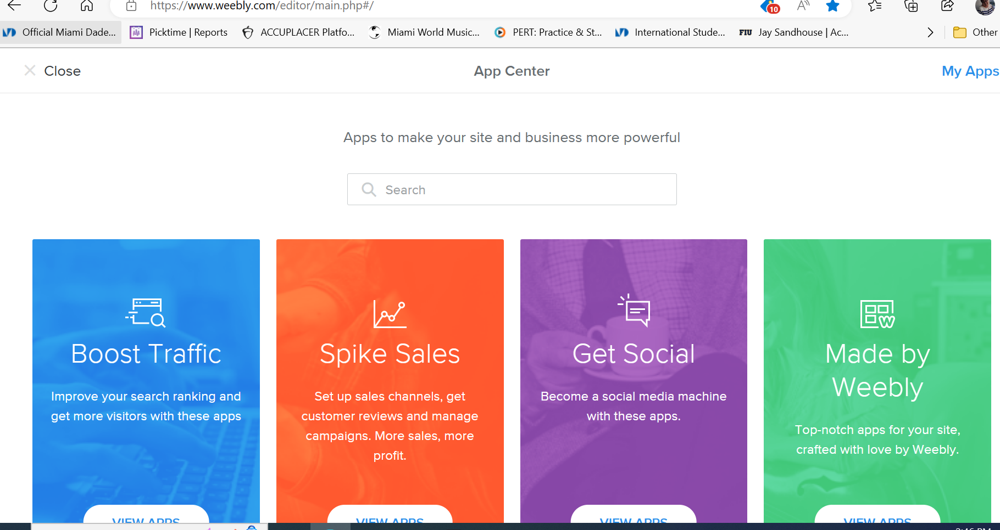 https://www.weebly.com/editor/main.php#/
10
Official Miami Dade...
Picktime | Reports
ACCUPLACER Platfo...
Miami World Music...
PERT: Practice & St...
International Stude...
FIU
Jay Sandhouse | Ac...
Other
Close
App Center
My Apps
Apps to make your site and business more powerful
Search
Boost Traffic
Improve your search ranking and
get more visitors with these apps
VIEW APPS
Spike Sales
Set up sales channels, get
customer reviews and manage
campaigns. More sales, more
profit.
VIEW APPS
Get Social
Become a social media machine
with these apps.
VIEW APPS
Made by
Weebly
Top-notch apps for your site,
crafted with love by Weebly.
VIEW APPS